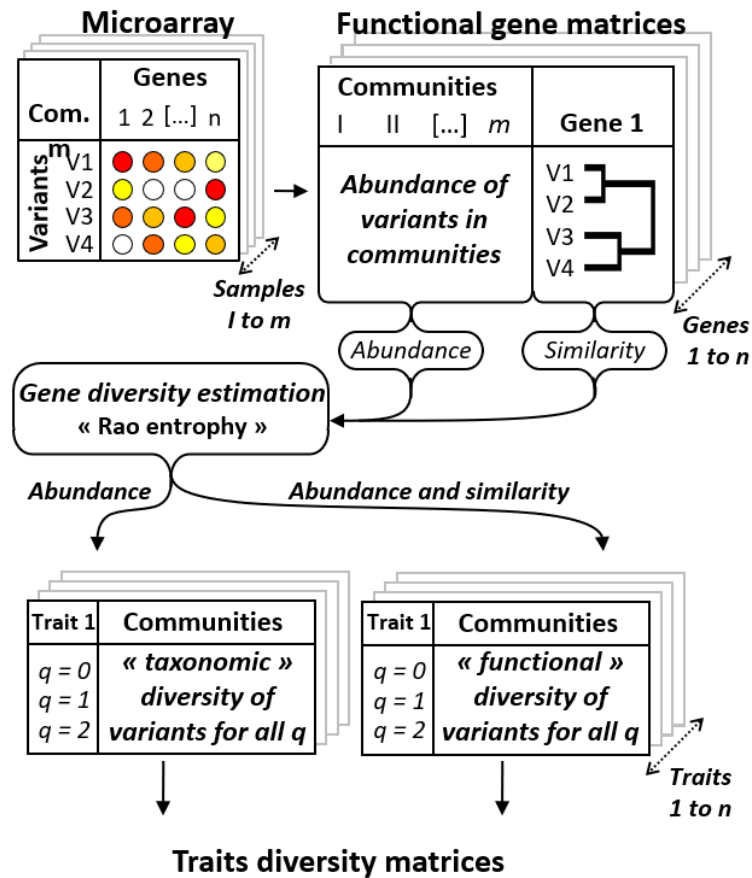 Microarray
Functional gene matrices
Genes
Com. m
1 2 [...] n
Variants
V1
V2
V3
V4
Samples
I to m
Communities
I II [...] m
Gene 1
Abundance of
variants in
communities
V1
V2
V3
V4
Genes
1 to n
Abundance
Similarity
Gene diversity estimation
« Rao entrophy »
Abundance
Abundance and similarity
Trait 1
Communities
q = 0
q = 1
q = 2
« taxonomic »
diversity of
variants for all q
Trait 1
Communities
q = 0
q = 1
q = 2
« functional »
diversity of
variants for all q
Traits
1 to n
Traits diversity matrices